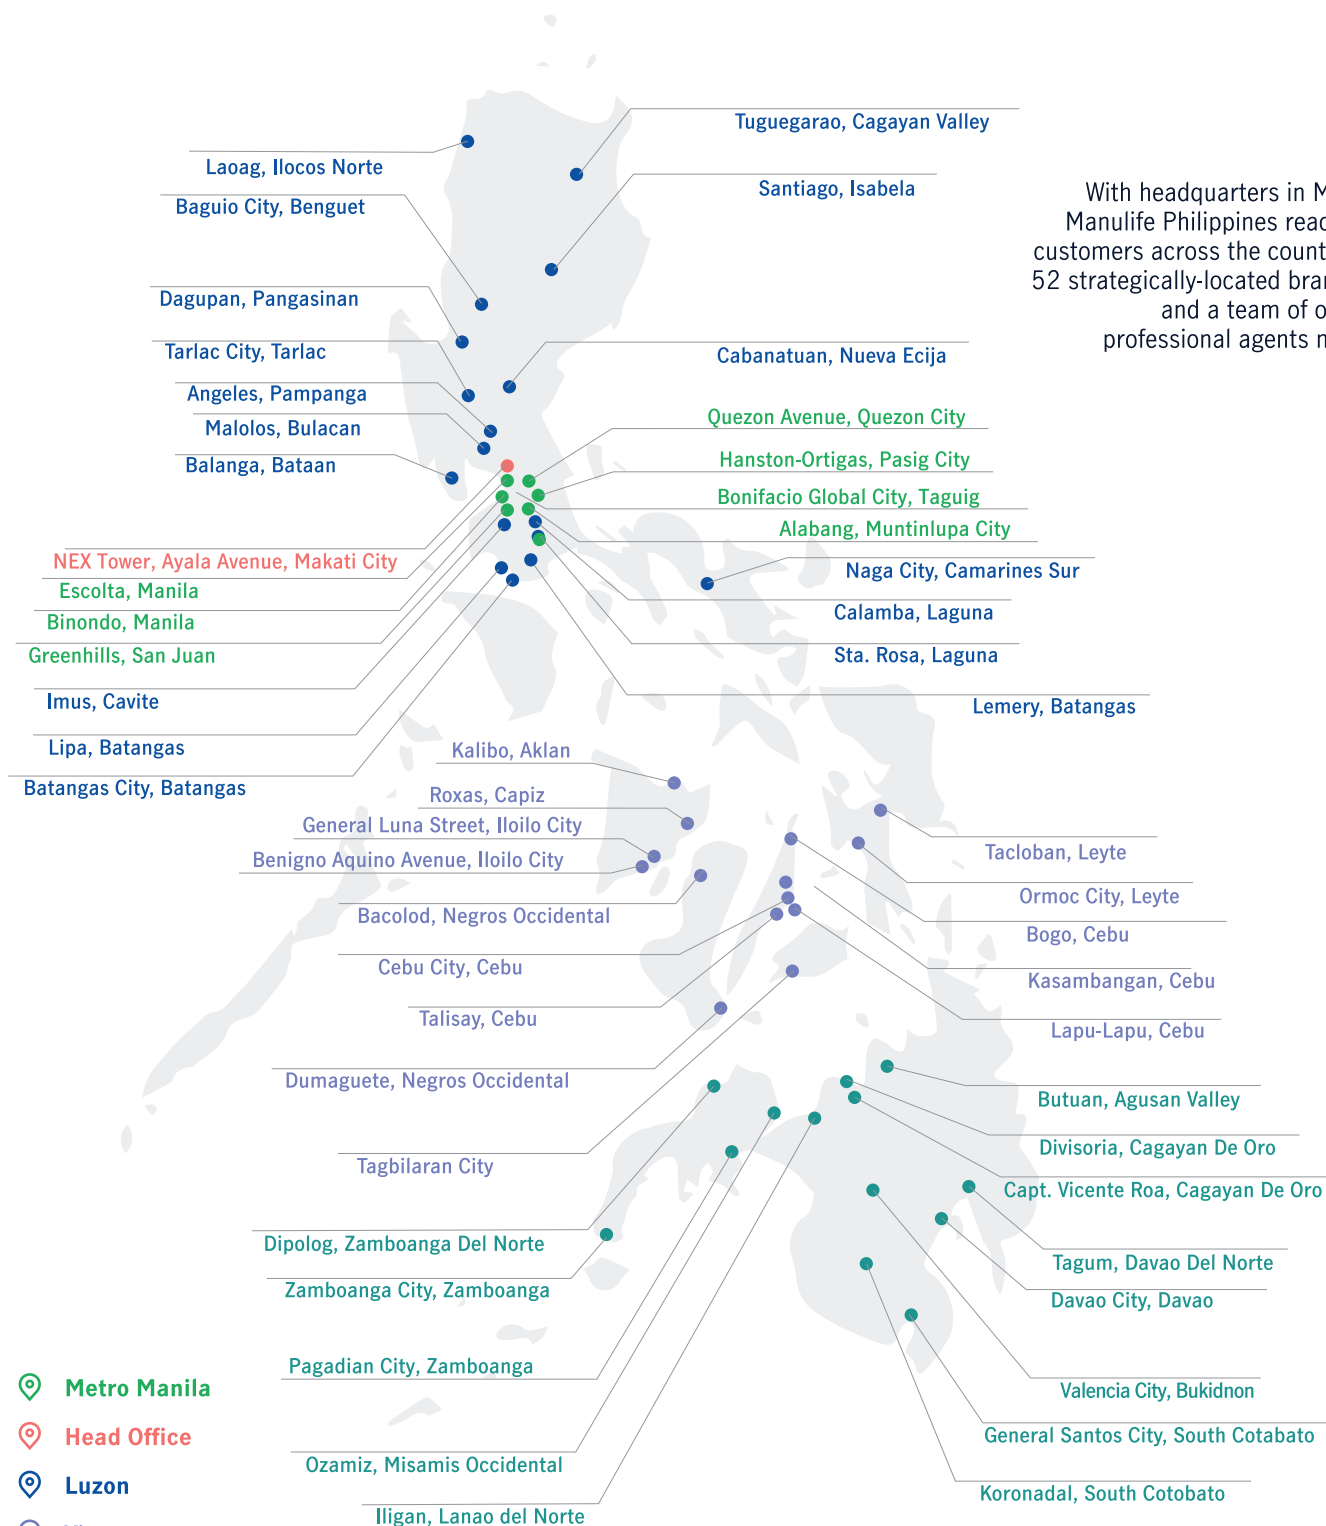 Tuguegarao, Cagayan Valley
Laoag, Ilocos Norte
Santiago, Isabela
Baguio City, Benguet
With headquarters in
Manulife Philippines
customers across the
52 strategically-located
and a team of
professional agents
Dagupan, Pangasinan
Tarlac City, Tarlac
Cabanatuan, Nueva Ecija
Angeles, Pampanga
Malolos, Bulacan
Balanga, Bataan
Quezon Avenue, Quezon City
Hanston-Ortigas, Pasig City
Bonifacio Global City, Taguig
Alabang, Muntinlupa City
NEX Tower, Ayala Avenue, Makati City
Escolta, Manila
Binondo, Manila
Greenhills, San Juan
Naga City, Camarines Sur
Calamba, Laguna
Sta. Rosa, Laguna
Lemery, Batangas
Imus, Cavite
Lipa, Batangas
Batangas City, Batangas
Kalibo, Aklan
Roxas, Capiz
General Luna Street, Iloilo City
Benigno Aquino Avenue, Iloilo City
Bacolod, Negros Occidental
Cebu City, Cebu
Talisay, Cebu
Dumaguete, Negros Occidental
Tagbilaran City
Tacloban, Leyte
Ormoc City, Leyte
Bogo, Cebu
Kasambangan, Cebu
Lapu-Lapu, Cebu
Butuan, Agusan Valley
Divisoria, Cagayan De Oro
Capt. Vicente Roa, Cagayan De Oro
Tagum, Davao Del Norte
Davao City, Davao
Valencia City, Bukidnon
General Santos City, South Cotabato
Koronadal, South Cotobato
Dipolog, Zamboanga Del Norte
Zamboanga City, Zamboanga
Pagadian City, Zamboanga
Ozamiz, Misamis Occidental
Iligan, Lanao del Norte
Metro Manila
Head Office
Luzon